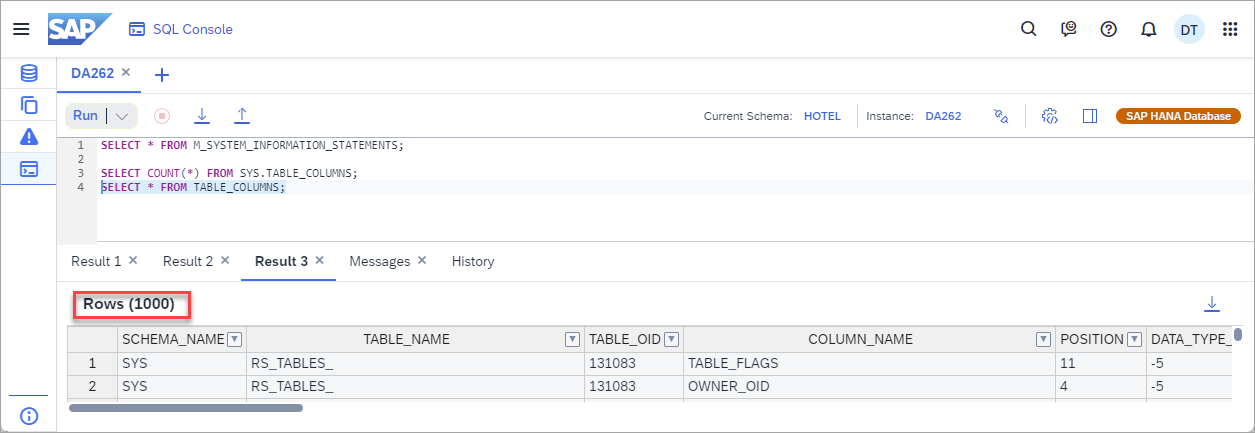 SAP SQL Console DT
DA262
Run Current Schema: HOTEL Instance: DA262 SAP HANA Database
1 SELECT * FROM M_SYSTEM_INFORMATION_STATEMENTS;
2
3 SELECT COUNT(*) FROM SYS.TABLE_COLUMNS;
4 SELECT * FROM TABLE_COLUMNS;
Result 1 Result 2 Result 3 Messages History
Rows (1000)
SCHEMA_NAME TABLE_NAME TABLE_OID COLUMN_NAME POSITION DATA_TYPE_
1 SYS RS_TABLES_ 131083 TABLE_FLAGS 11 -5
2 SYS RS_TABLES_ 131083 OWNER_OID 4 -5